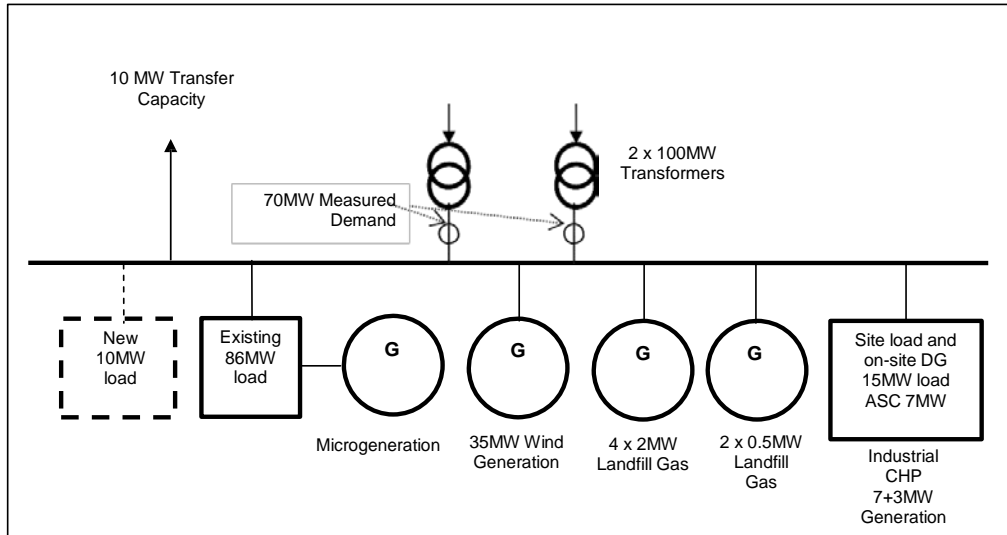 10 MW Transfer
Capacity
2 x 100MW
Transformers
70MW Measured
Demand
New
10MW
load
Existing
86MW
load
G
G
G
G
Site load and
on-site DG
15MW load
ASC 7MW
Microgeneration
35MW Wind
Generation
4 x 2MW
Landfill Gas
2 x 0.5MW
Landfill
Gas
Industrial
CHP
7+3MW
Generation